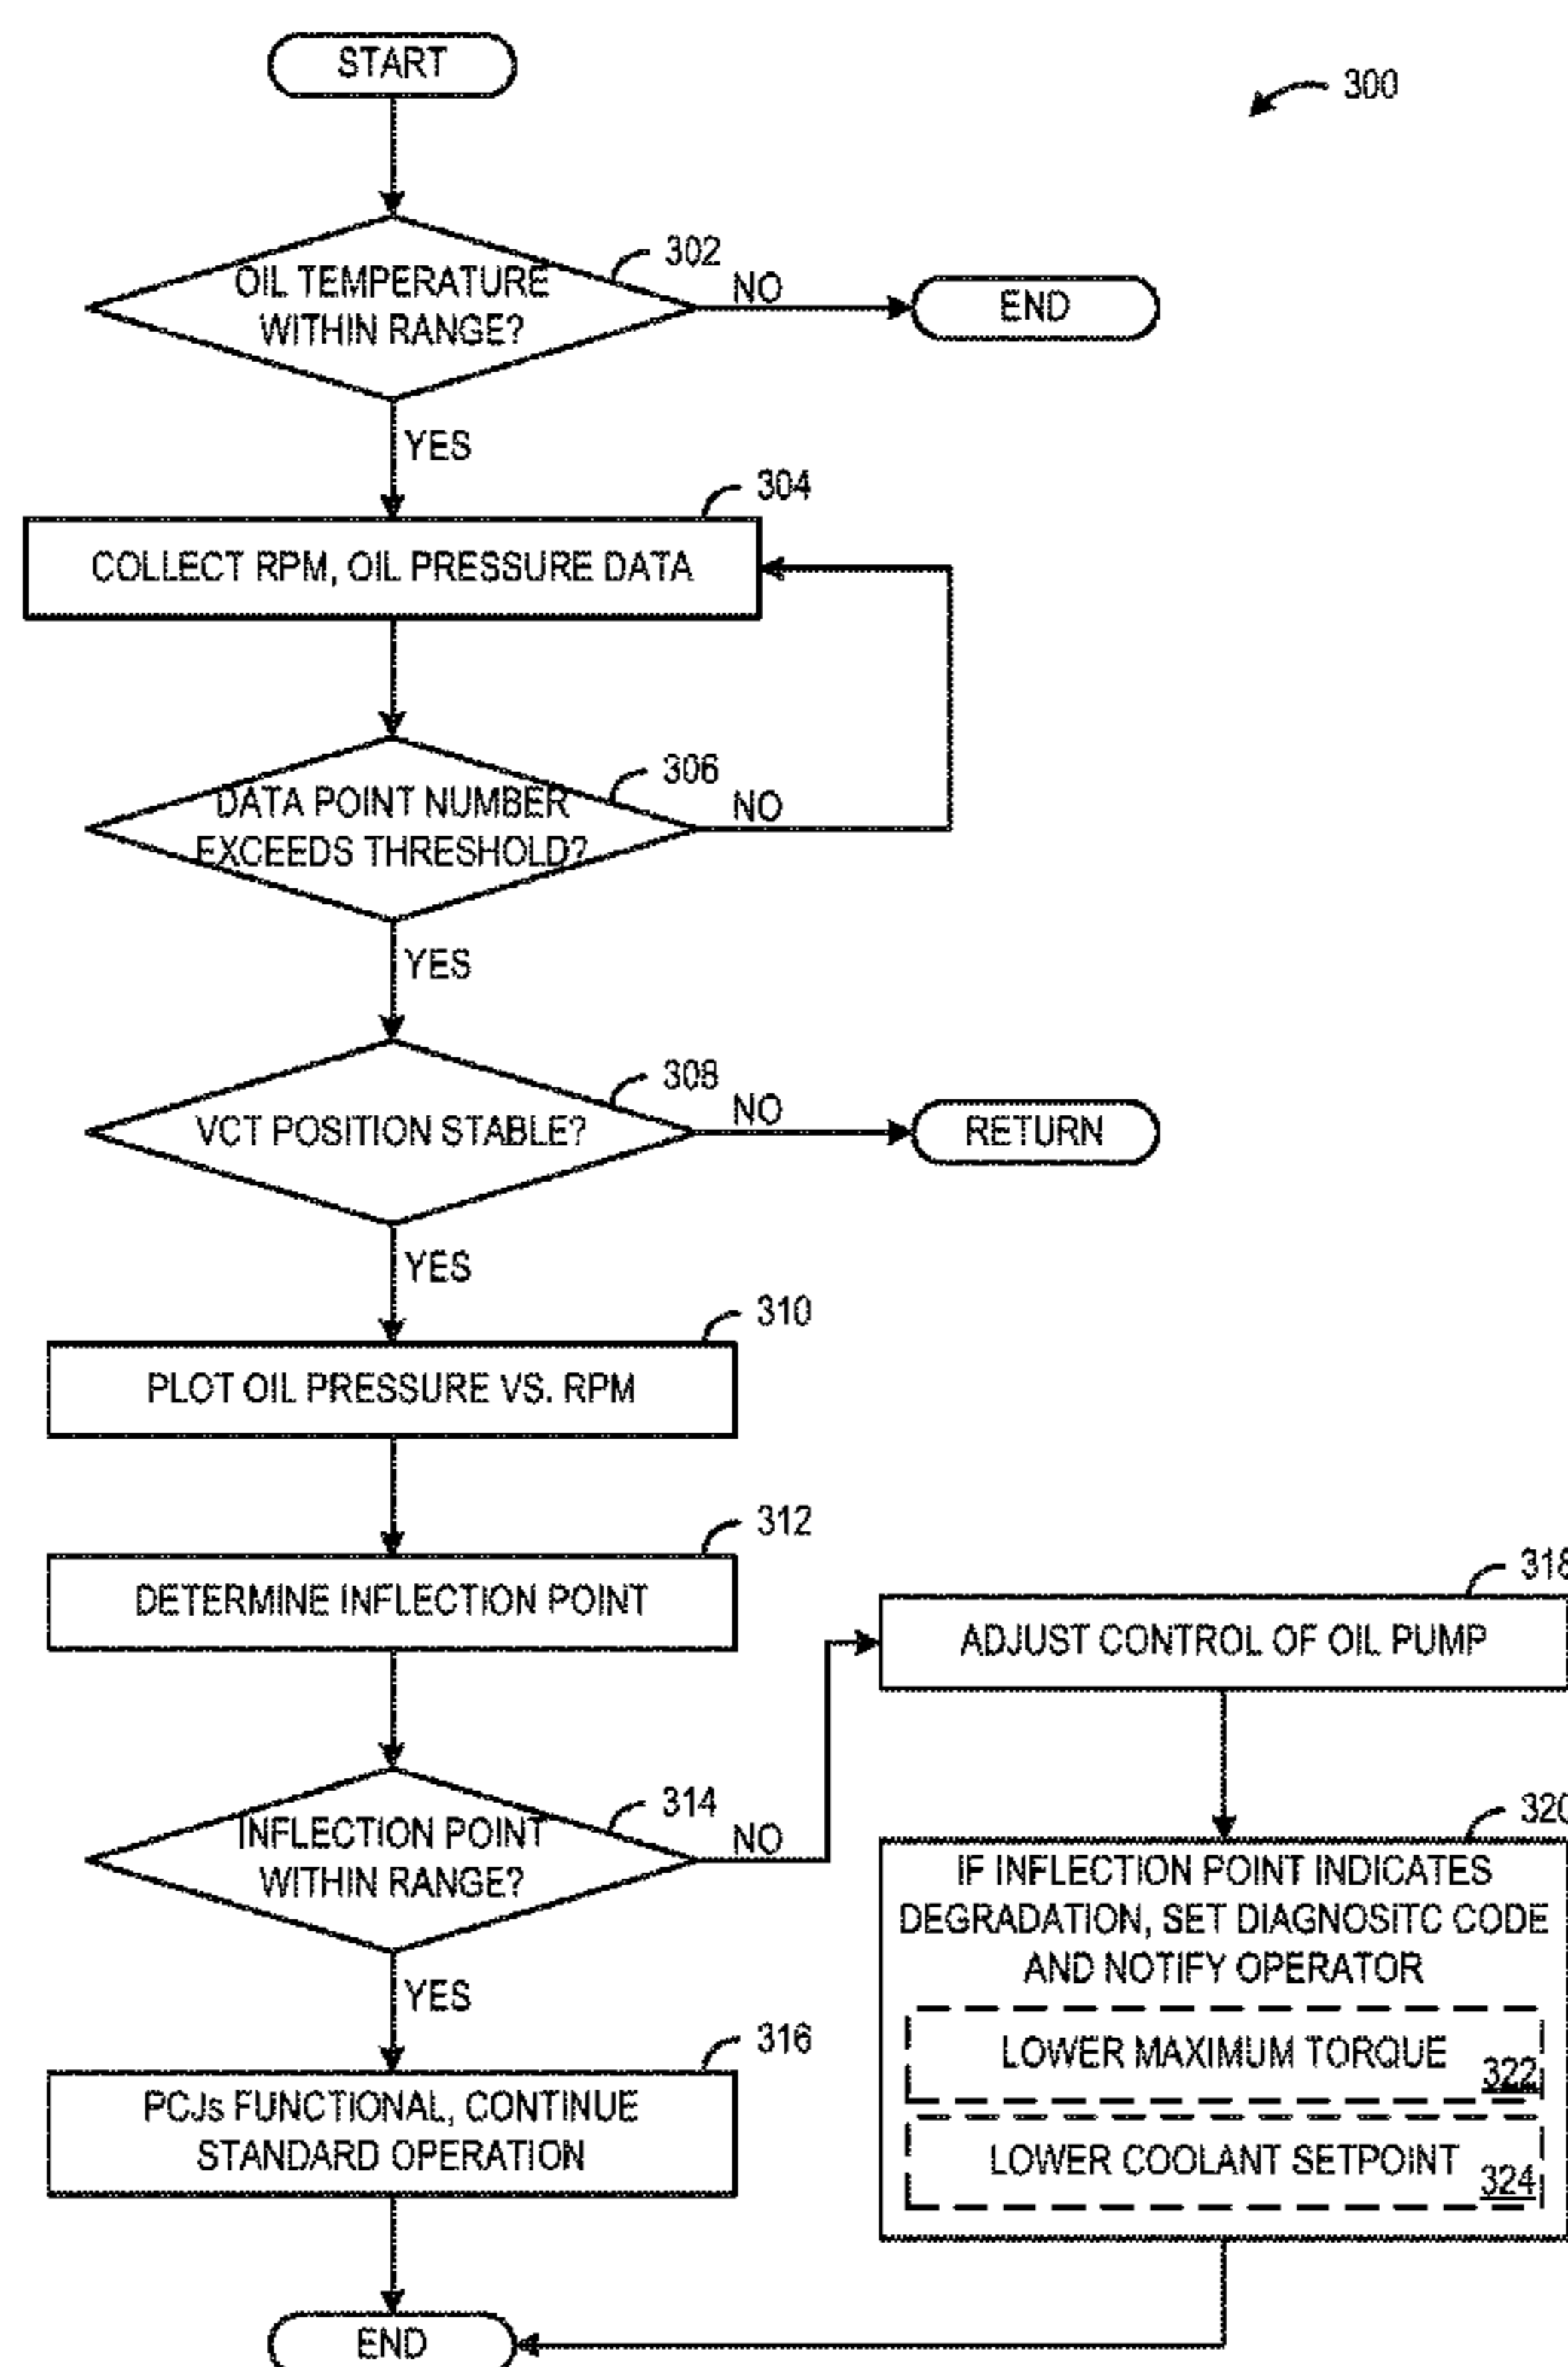 START
300
302
OIL TEMPERATURE
WITHIN RANGE?
NO
END
YES
304
COLLECT RPM, OIL PRESSURE DATA
306
DATA POINT NUMBER
EXCEEDS THRESHOLD?
NO
YES
308
VCT POSITION STABLE?
NO
RETURN
YES
310
PLOT OIL PRESSURE VS. RPM
312
DETERMINE INFLECTION POINT
318
ADJUST CONTROL OF OIL PUMP
314
INFLECTION POINT
WITHIN RANGE?
NO
320
IF INFLECTION POINT INDICATES
DEGRADATION, SET DIAGNOSITC CODE
AND NOTIFY OPERATOR
LOWER MAXIMUM TORQUE
322
LOWER COOLANT SETPOINT
324
YES
316
PCJs FUNCTIONAL, CONTINUE
STANDARD OPERATION
END